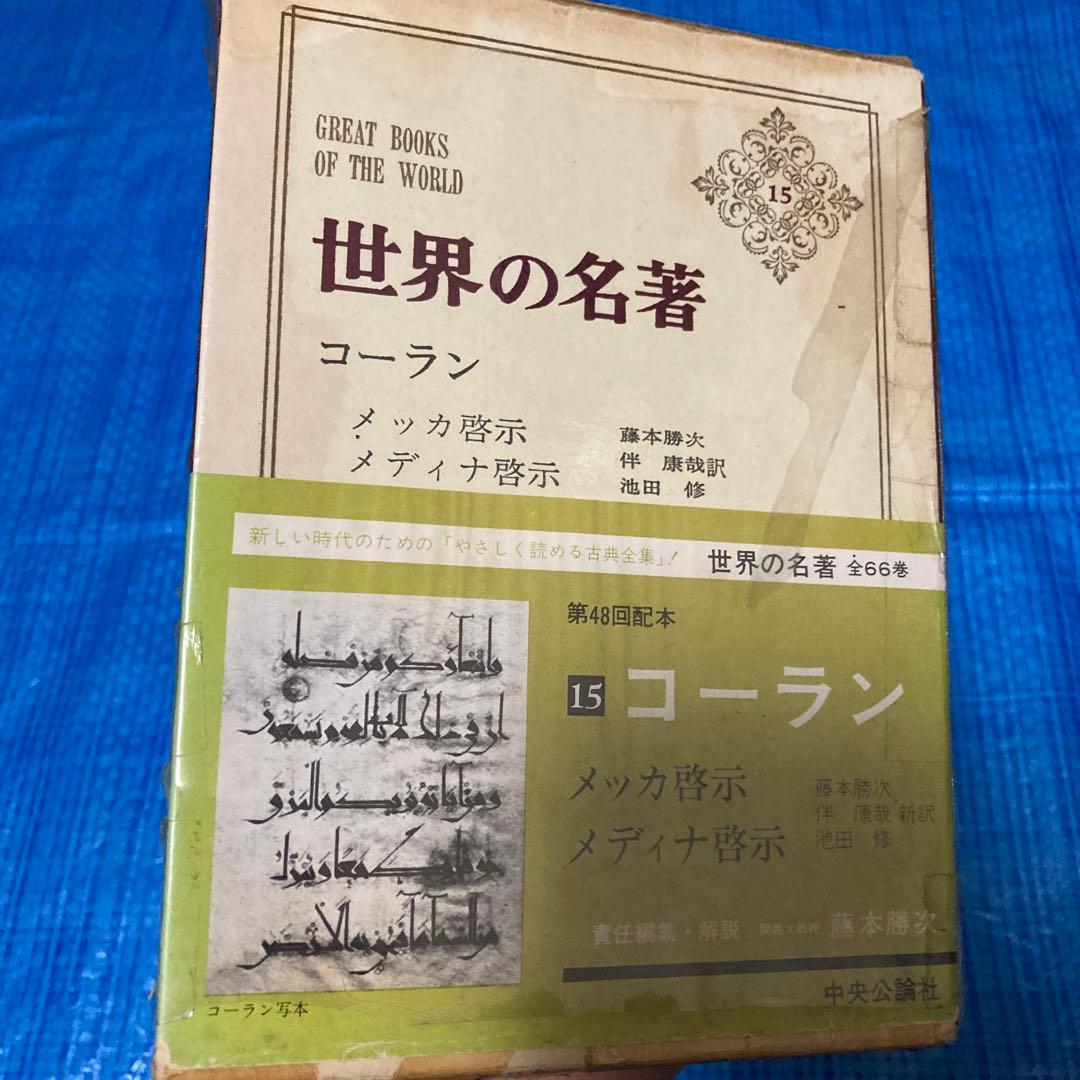 GREAT BOOKS
OF THE WORLD
15
世界の名著
コーラン
メッカ啓示
メディナ啓示
藤本勝次
伴 康哉訳
池田 修
新しい時代のための「やさしく読める古典全集」!
世界の名著 全66巻
第48回配本
15 コーラン
メッカ啓示
メディナ啓示
藤本勝次
伴 康哉 新訳
池田 修
責任編集・解説 関西大教授 藤本勝次
中央公論社
コーラン写本